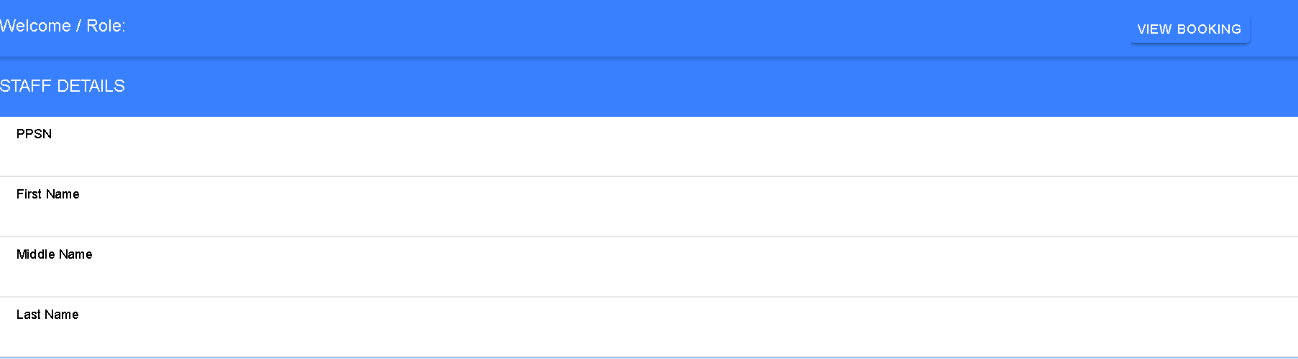 Welcome / Role:
VIEW BOOKING
STAFF DETAILS
PPSN
First Name
Middle Name
Last Name